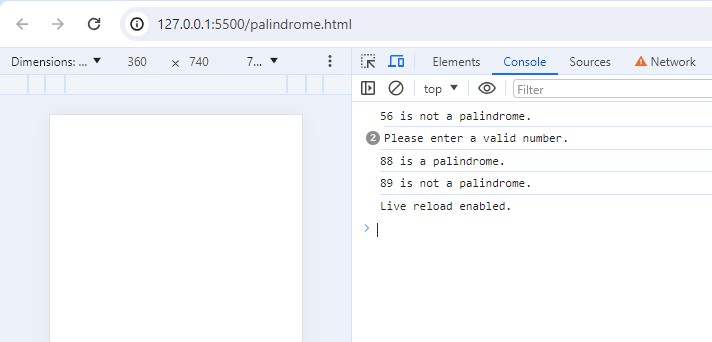 127.0.0.1:5500/palindrome.html
Dimensions: ... 360 × 740 7... Elements Console Sources Network
top Filter
56 is not a palindrome.
2 Please enter a valid number.
88 is a palindrome.
89 is not a palindrome.
Live reload enabled.
>